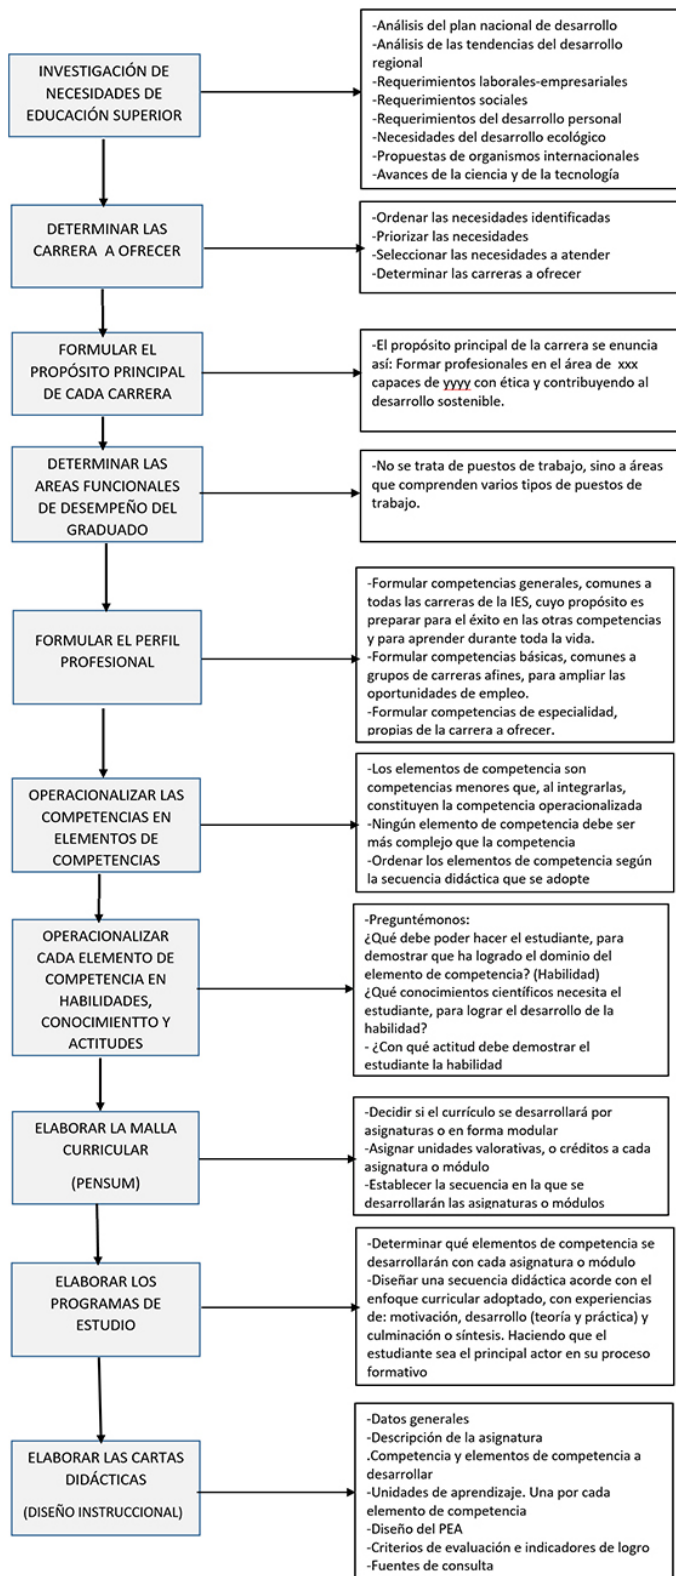 INVESTIGACIÓN DE
NECESIDADES DE
EDUCACIÓN SUPERIOR
-Análisis del plan nacional de desarrollo
-Análisis de las tendencias del desarrollo
regional
-Requerimientos laborales-empresariales
-Requerimientos sociales
-Requerimientos del desarrollo personal
-Necesidades del desarrollo ecológico
-Propuestas de organismos internacionales
-Avances de la ciencia y de la tecnología
DETERMINAR LAS
CARRERA A OFRECER
-Ordenar las necesidades identificadas
-Priorizar las necesidades
-Seleccionar las necesidades a atender
-Determinar las carreras a ofrecer
FORMULAR EL
PROPÓSITO PRINCIPAL
DE CADA CARRERA
-El propósito principal de la carrera se enuncia
así: Formar profesionales en el área de xxx
capaces de yyyy con ética y contribuyendo al
desarrollo sostenible.
DETERMINAR LAS
AREAS FUNCIONALES
DE DESEMPEÑO DEL
GRADUADO
-No se trata de puestos de trabajo, sino a áreas
que comprenden varios tipos de puestos de
trabajo.
FORMULAR EL PERFIL
PROFESIONAL
-Formular competencias generales, comunes a
todas las carreras de la IES, cuyo propósito es
preparar para el éxito en las otras competencias
y para aprender durante toda la vida.
-Formular competencias básicas, comunes a
grupos de carreras afines, para ampliar las
oportunidades de empleo.
-Formular competencias de especialidad,
propias de la carrera a ofrecer.
OPERACIONALIZAR LAS
COMPETENCIAS EN
ELEMENTOS DE
COMPETENCIAS
-Los elementos de competencia son
competencias menores que, al integrarlas,
constituyen la competencia operacionalizada
-Ningún elemento de competencia debe ser
más complejo que la competencia
-Ordenar los elementos de competencia según
la secuencia didáctica que se adopte
OPERACIONALIZAR
CADA ELEMENTO DE
COMPETENCIA EN
HABILIDADES,
CONOCIMIENTTO Y
ACTITUDES
-Preguntémonos:
¿Qué debe poder hacer el estudiante, para
demostrar que ha logrado el dominio del
elemento de competencia? (Habilidad)
¿Qué conocimientos científicos necesita el
estudiante, para lograr el desarrollo de la
habilidad?
- ¿Con qué actitud debe demostrar el
estudiante la habilidad
ELABORAR LA MALLA
CURRICULAR
(PENSUM)
-Decidir si el currículo se desarrollará por
asignaturas o en forma modular
-Asignar unidades valorativas, o créditos a cada
asignatura o módulo
-Establecer la secuencia en la que se
desarrollarán las asignaturas o módulos
ELABORAR LOS
PROGRAMAS DE
ESTUDIO
-Determinar qué elementos de competencia se
desarrollarán con cada asignatura o módulo
-Diseñar una secuencia didáctica acorde con el
enfoque curricular adoptado, con experiencias
de: motivación, desarrollo (teoría y práctica) y
culminación o síntesis. Haciendo que el
estudiante sea el principal actor en su proceso
formativo
ELABORAR LAS CARTAS
DIDÁCTICAS
(DISEÑO INSTRUCCIONAL)
-Datos generales
-Descripción de la asignatura
.Competencia y elementos de competencia a
desarrollar
-Unidades de aprendizaje. Una por cada
elemento de competencia
-Diseño del PEA
-Criterios de evaluación e indicadores de logro
-Fuentes de consulta